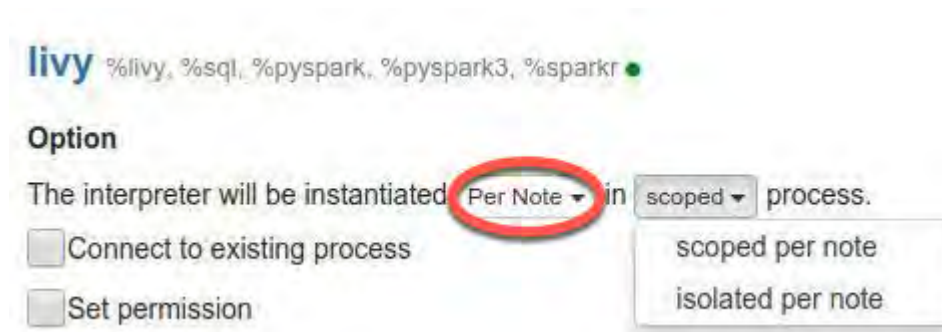 livy %livy, %sql, %pyspark, %pyspark3, %sparkr
Option
The interpreter will be instantiated Per Note in scoped process.
Connect to existing process
scoped per note
Set permission
isolated per note